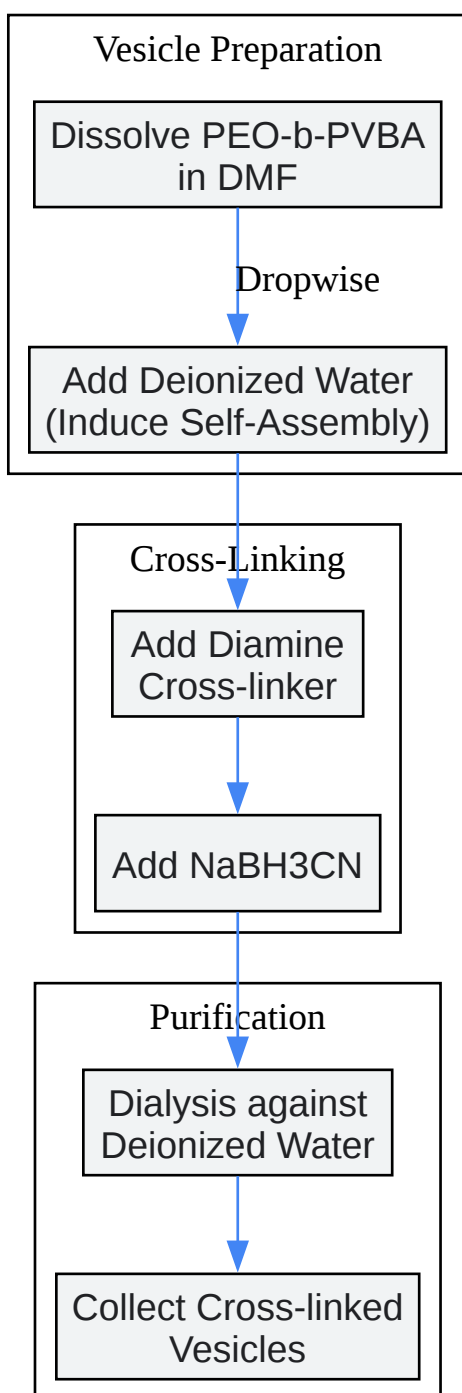 Vesicle Preparation
Dissolve PEO-b-PVBA
in DMF
Dropwise
Add Deionized Water
(Induce Self-Assembly)
Cross-Linking
Add Diamine
Cross-linker
Add NaBH3CN
Purification
Dialysis against
Deionized Water
Collect Cross-linked
Vesicles